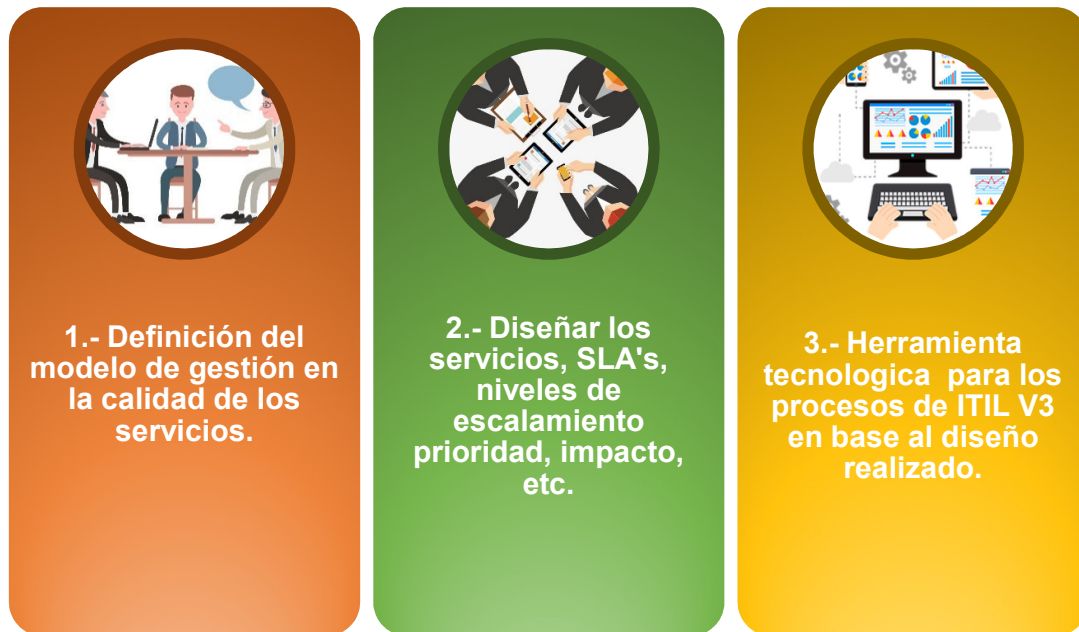 1.- Definición del
modelo de gestión en
la calidad de los
servicios.
2.- Diseñar los
servicios, SLA's,
niveles de
escalamiento
prioridad, impacto,
etc.
3.- Herramienta
tecnologica  para los
procesos de ITIL V3
en base al diseño
realizado.